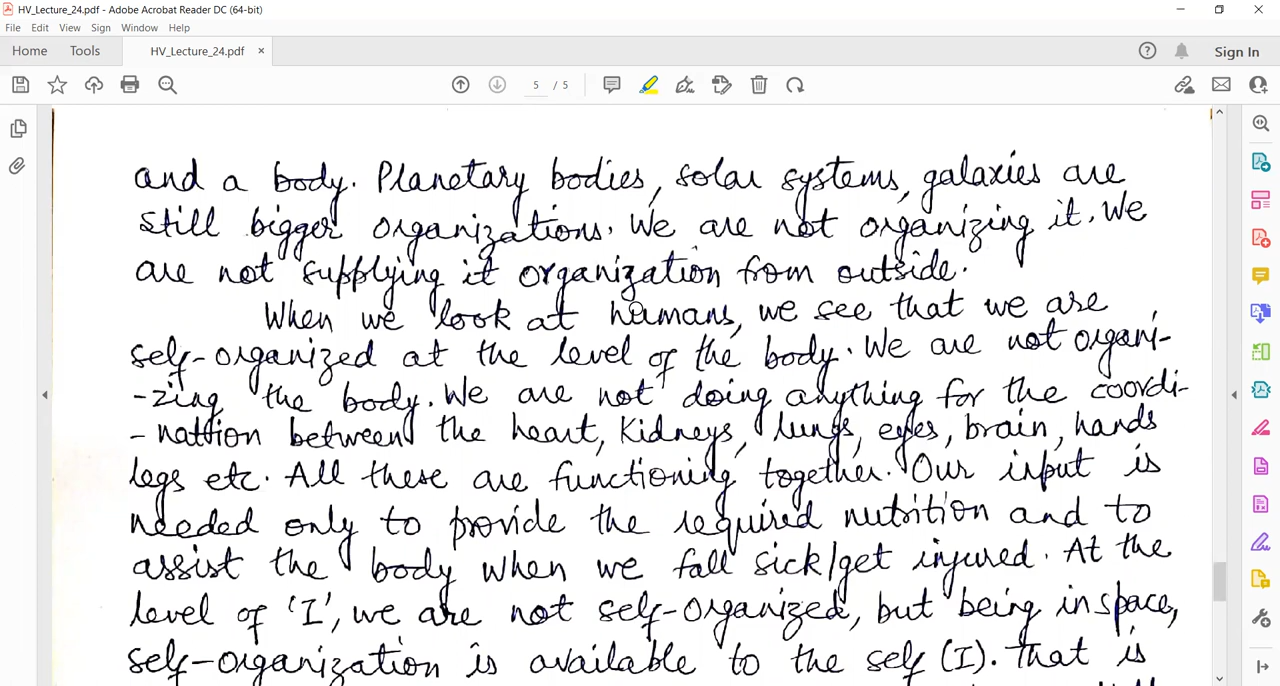 HV_Lecture_24.pdf - Adobe Acrobat Reader DC (64-bit)
File Edit View Sign Window Help
Home Tools HV_Lecture_24.pdf × Sign In
5 / 5
and a body. Planetary bodies, solar systems, galaxies are
still bigger organizations. We are not organizing it. We
are not supplying it organization from outside.
When we look at humans, we see that we are
self-organized at the level of the body. We are not organi-
-zing the body. We are not doing anything for the coordi-
-nattion between the heart, Kidneys, lungs, eyes, brain, hands
legs etc. All these are functioning together. Our input is
needed only to provide the required nutrition and to
assist the body when we fall sick/get injured. At the
level of 'I', we are not self-organized, but being in space,
self-organization is available to the self (I). That is